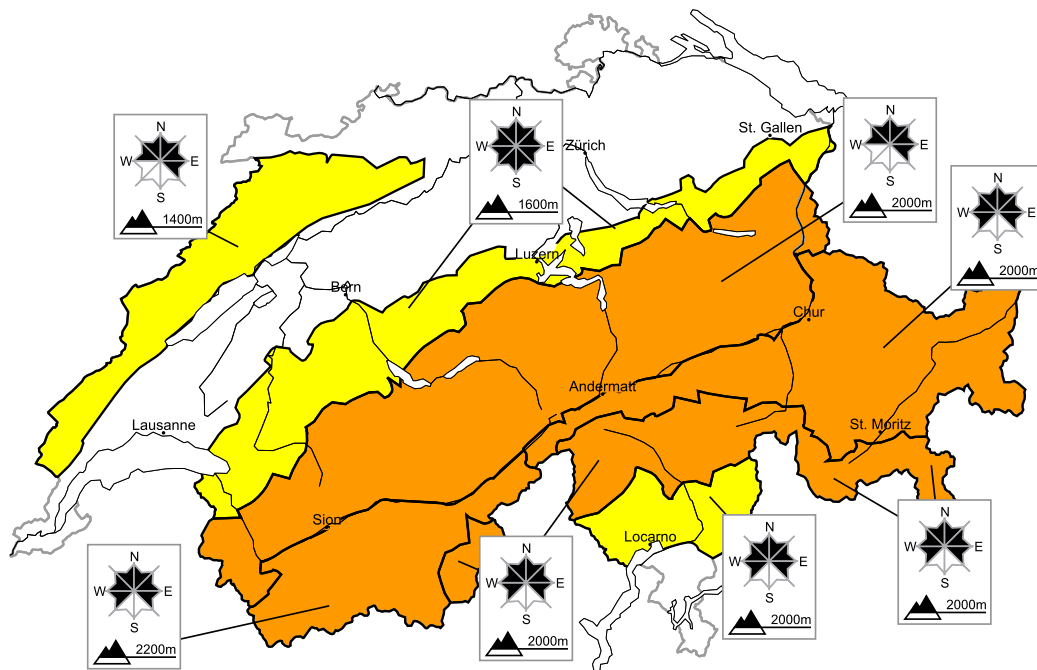 N
W E
S
1400m
N
W E
S
1600m
N
W E
S
2000m
N
W E
S
2000m
St. Gallen
Zürich
Luzern
Bern
Chur
Andermatt
Lausanne
St. Moritz
Sion
Locarno
N
W E
S
2200m
N
W E
S
2000m
N
W E
S
2000m
N
W E
S
2000m